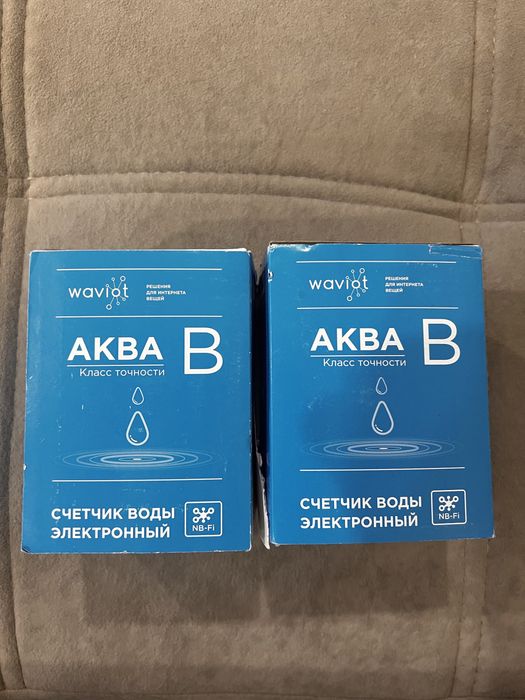 waviot
РЕШЕНИЯ
ДЛЯ ИНТЕРНЕТА
ВЕЩЕЙ
АКВА B
Класс точности
СЧЕТЧИК ВОДЫ
ЭЛЕКТРОННЫЙ
NB-Fi
waviot
РЕШЕНИЯ
ДЛЯ ИНТЕРНЕТА
ВЕЩЕЙ
АКВА B
Класс точности
СЧЕТЧИК ВОДЫ
ЭЛЕКТРОННЫЙ
NB-Fi